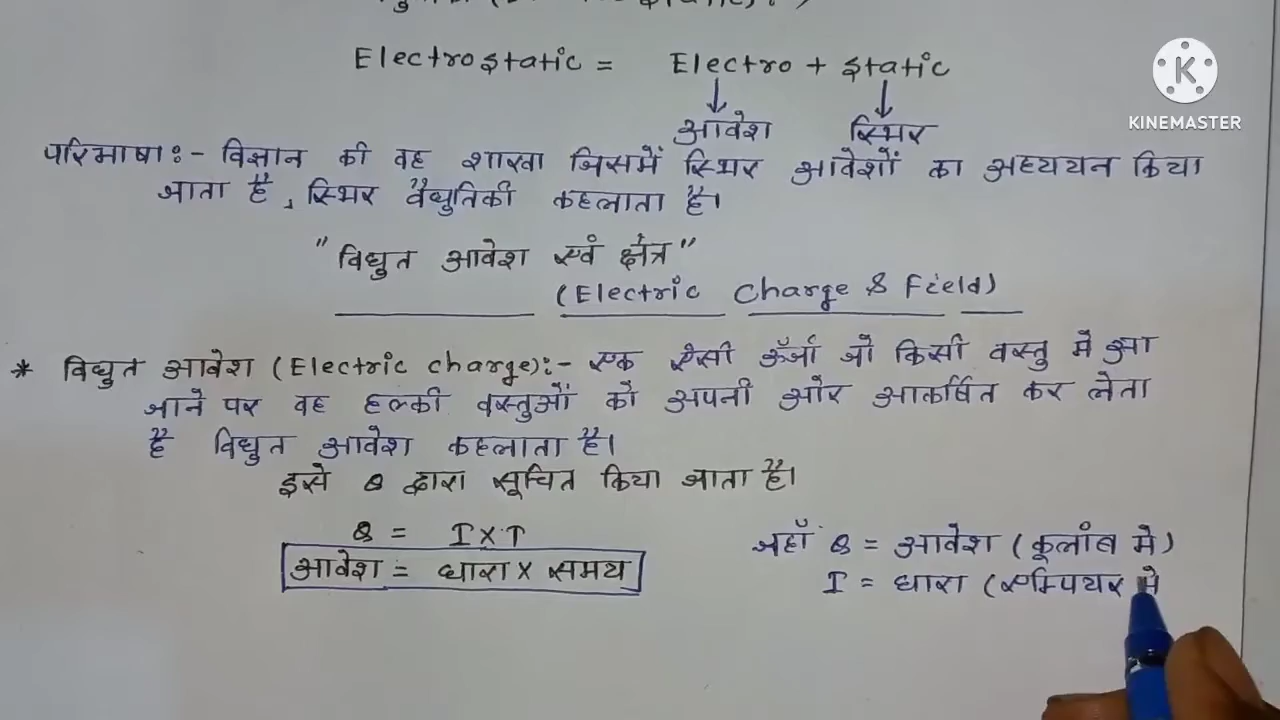 Electrostatic = Electro + Static
आवेश स्थिर
KINEMASTER
परिभाषाः- विज्ञान की वह शाखा जिसमें स्थिर आवेशों का अध्ययन किया
जाता है, स्थिर वैद्युतिकी कहलाता है।
"विद्युत आवेश एवं क्षेत्र"
(Electric Charge & Field)
* विद्युत आवेश (Electric charge):- एक ऐसी ऊर्जा जो किसी वस्तु मे आ
जाने पर वह हल्की वस्तुओं को अपनी ओर आकर्षित कर लेता
है विद्युत आवेश कहलाता है।
इसे Q द्वारा सूचित किया जाता है।
Q = I X T
आवेश = धारा X समय
जहाँ Q = आवेश (कूलांब मे)
I = धारा (एम्पियर मे